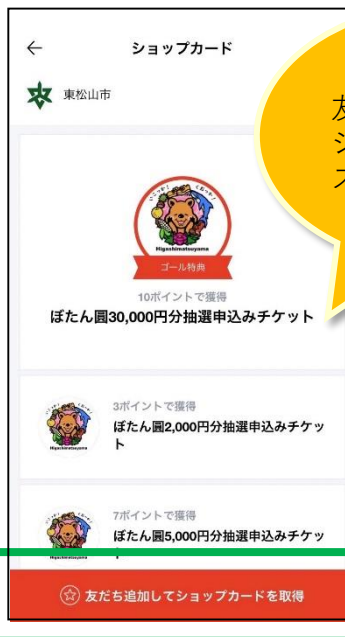 ショップカード
東松山市
Higashimatsuyama
ゴール特典
10ポイントで獲得
ぼたん圓30,000円分抽選申込みチケット
3ポイントで獲得
ぼたん圓2,000円分抽選申込みチケッ
ト
7ポイントで獲得
ぼたん圓5,000円分抽選申込みチケッ
友だち追加してショップカードを取得